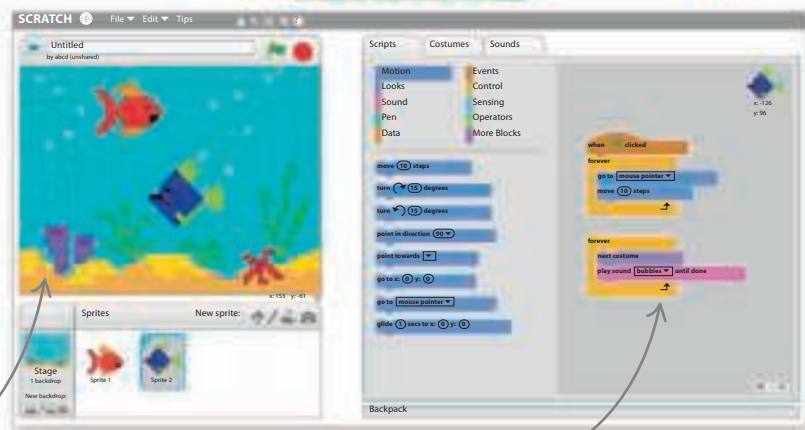 SCRATCH File Edit Tips
Untitled
by abcd (unshared)
x: 153 y: -61
Sprites New sprite:
Stage
1 backdrop
New backdrop:
Sprite 1
Sprite 2
Scripts Costumes Sounds
Motion Events
Looks Control
Sound Sensing
Pen Operators
Data More Blocks
move 10 steps
turn 15 degrees
turn 15 degrees
point in direction 90
point towards
go to x: 0 y: 0
go to mouse pointer
glide 1 secs to x: 0 y: 0
x: -126
y: 96
when clicked
forever
go to mouse pointer
move 10 steps
forever
next costume
play sound bubbles until done
Backpack